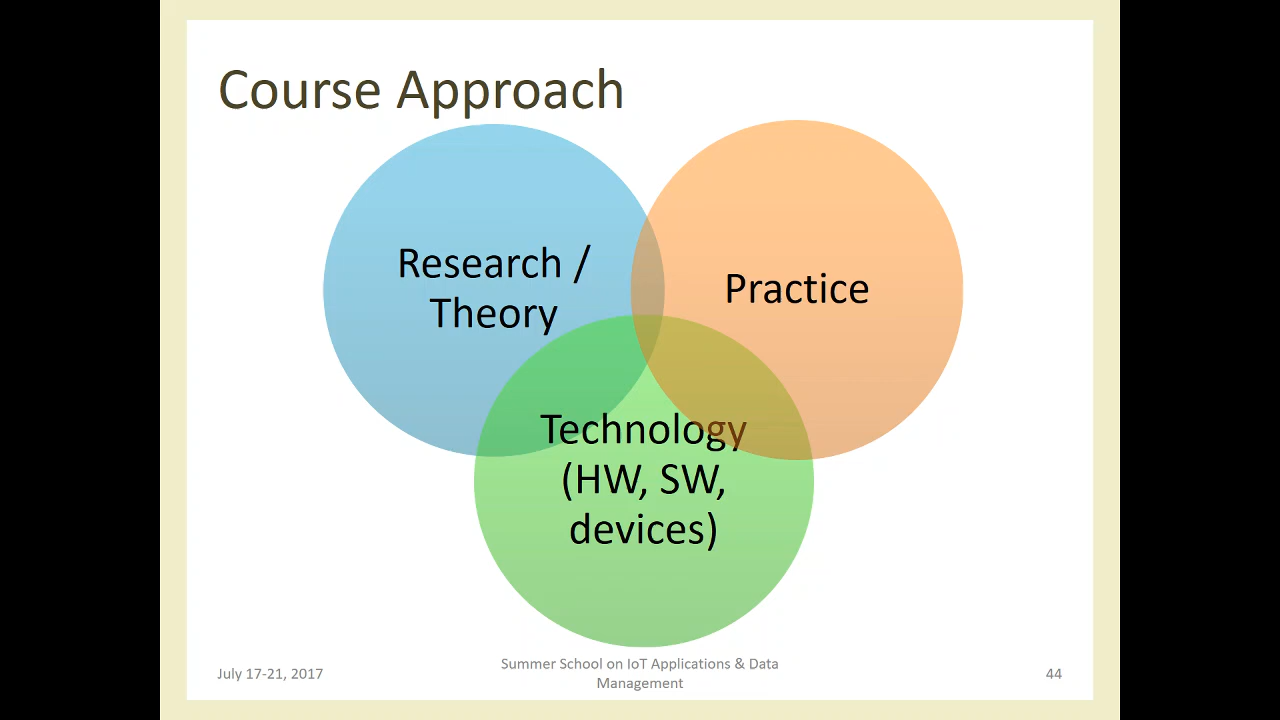 Course Approach
Research /
Theory
Practice
Technology
(HW, SW,
devices)
July 17-21, 2017
Summer School on IoT Applications & Data
Management
44